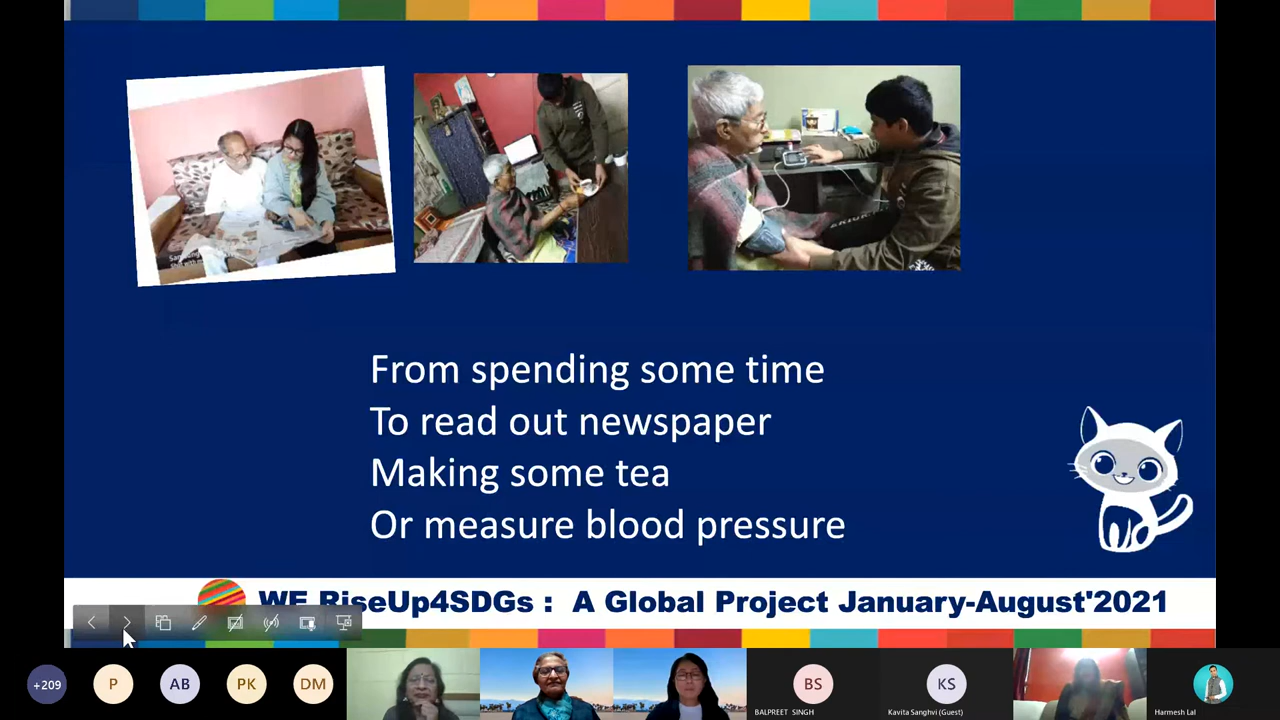 From spending some time
To read out newspaper
Making some tea
Or measure blood pressure
WE RiseUp4SDGs : A Global Project January-August'2021
+209
P
AB
PK
DM
BS
BALPREET SINGH
KS
Kavita Sanghvi (Guest)
Harmesh Lal